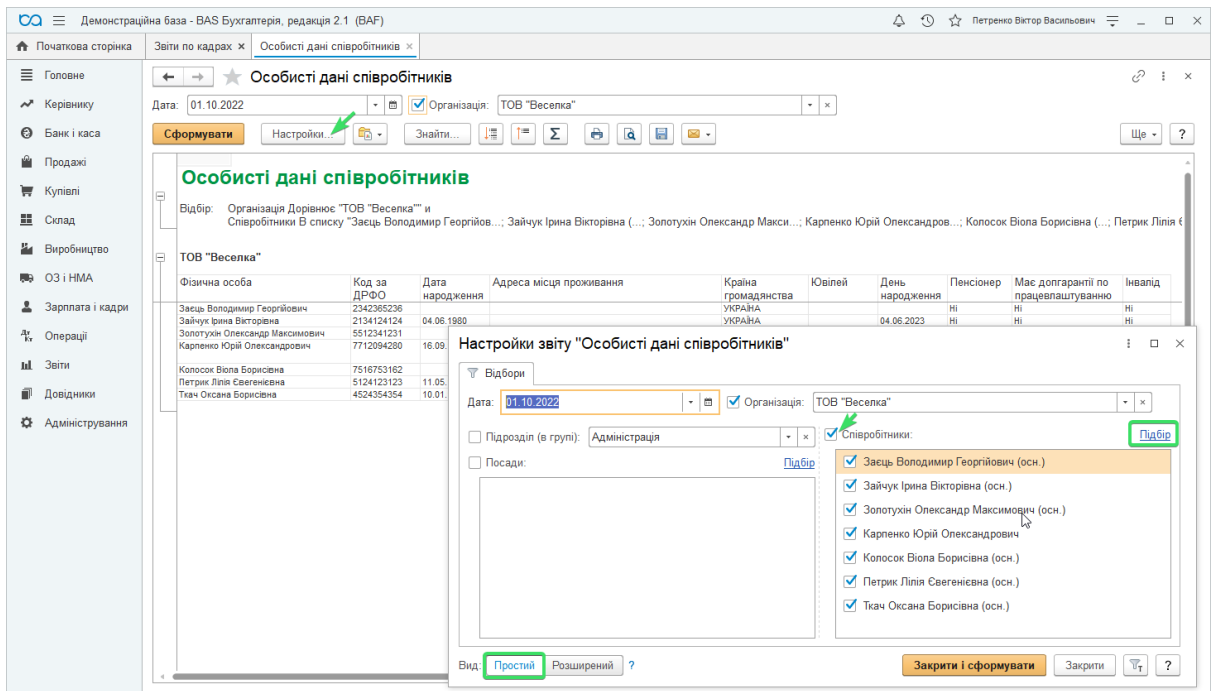 Демонстраційна база - BAS Бухгалтерія, редакція 2.1 (BAF)
Петренко Віктор Васильович
Початкова сторінка
Звіти по кадрах ×
Особисті дані співробітників ×
Головне
Керівнику
Банк і каса
Продажі
Купівлі
Склад
Виробництво
ОЗ і НМА
Зарплата і кадри
Дт Кт Операції
Звіти
Довідники
Адміністрування
Особисті дані співробітників
Дата: 01.10.2022 Організація: ТОВ "Веселка"
Сформувати Настройки... Знайти... Ще ?
Особисті дані співробітників
Відбір: Організація Дорівнює "ТОВ "Веселка"" и
Співробітники В списку "Заєць Володимир Георгійов...; Зайчук Ірина Вікторівна (...; Золотухін Олександр Макси...; Карпенко Юрій Олександров...; Колосок Віола Борисівна (...; Петрик Лілія Є
ТОВ "Веселка"
Фізична особа Код за ДРФО Дата народження Адреса місця проживання Країна громадянства Ювілей День народження Пенсіонер Має допгарантії по працевлаштуванню Інвалід
Заєць Володимир Георгійович 2342365236 УКРАЇНА Ні Ні Ні
Зайчук Ірина Вікторівна 2134124124 04.06.1980 УКРАЇНА 04.06.2023 Ні Ні Ні
Золотухін Олександр Максимович 5512341231
Карпенко Юрій Олександрович 7712094280 16.09.
Колосок Віола Борисівна 7516753162
Петрик Лілія Євегенієвна 5124123123 11.05.
Ткач Оксана Борисівна 4524354354 10.01.
Настройки звіту "Особисті дані співробітників"
Відбори
Дата: 01.10.2022 Організація: ТОВ "Веселка"
Підрозділ (в групі): Адміністрація
Співробітники: Підбір
Посади: Підбір
Заєць Володимир Георгійович (осн.)
Зайчук Ірина Вікторівна (осн.)
Золотухін Олександр Максимович (осн.)
Карпенко Юрій Олександрович
Колосок Віола Борисівна (осн.)
Петрик Лілія Євегенієвна (осн.)
Ткач Оксана Борисівна (осн.)
Вид: Простий Розширений ? Закрити і сформувати Закрити ?